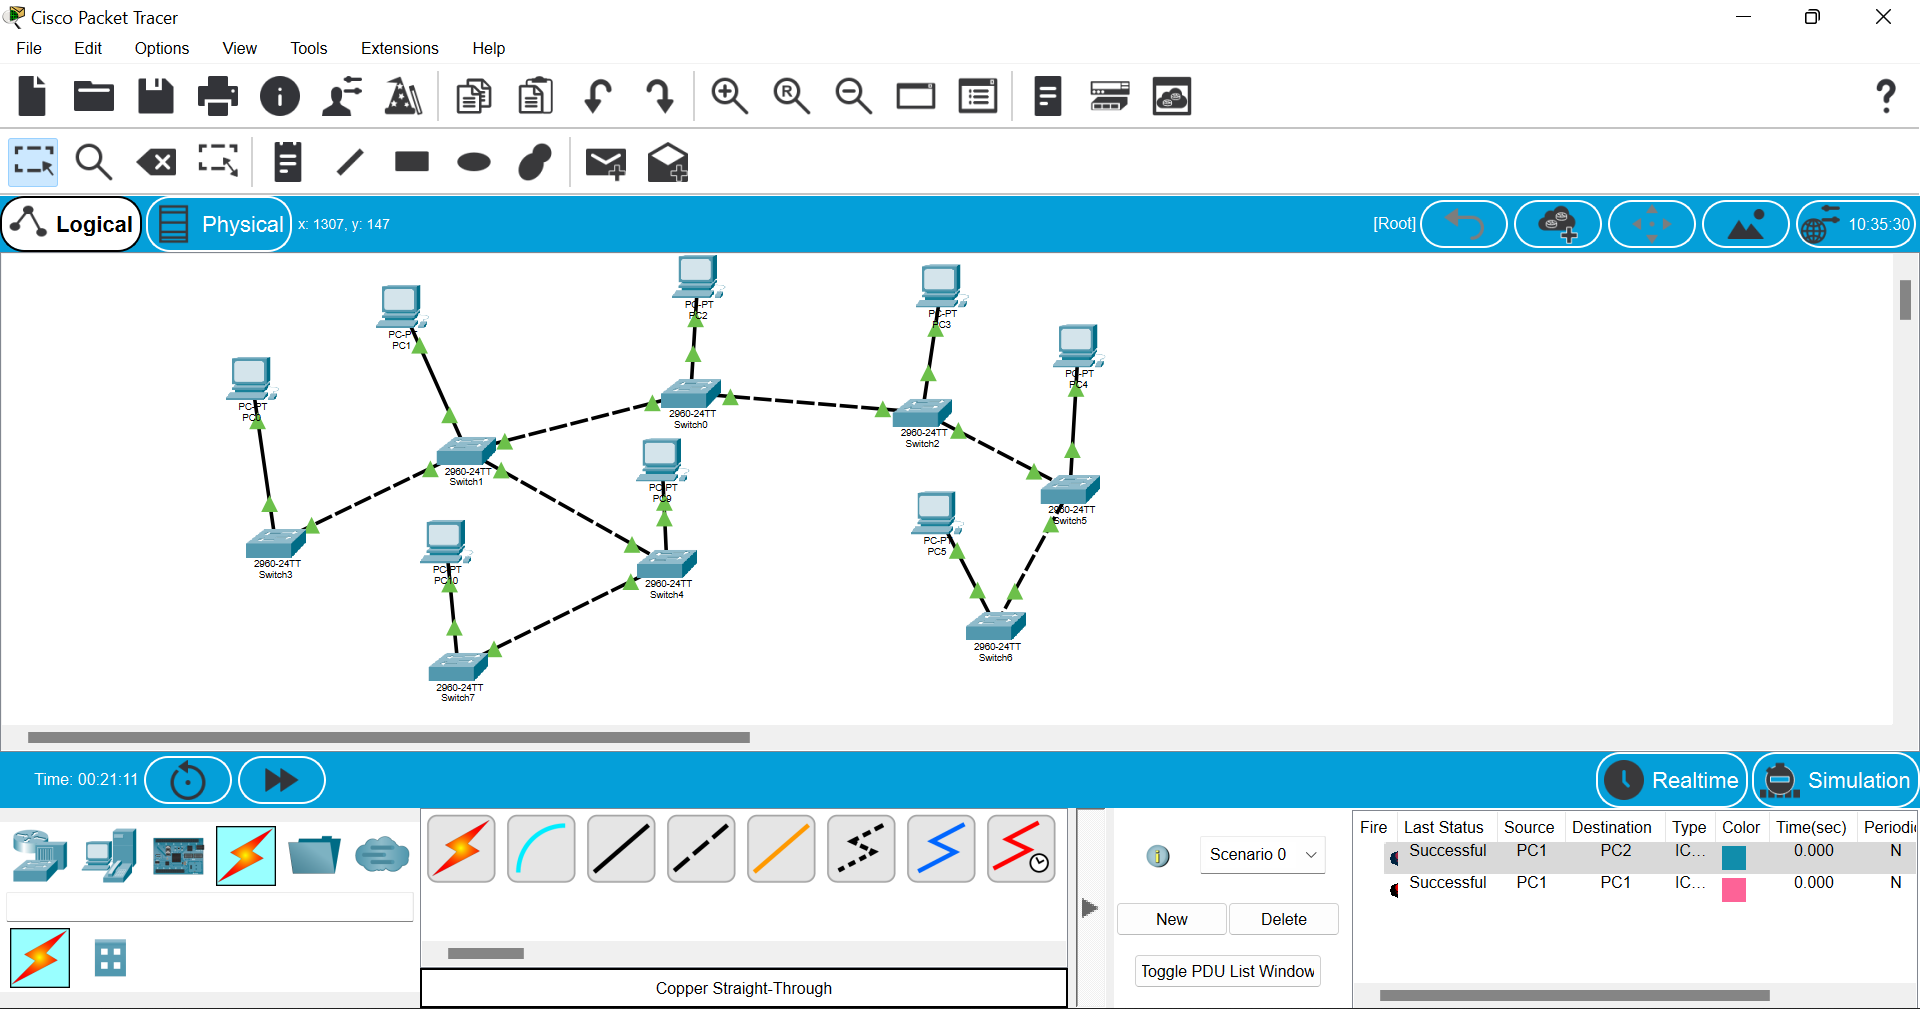 Cisco Packet Tracer
File Edit Options View Tools Extensions Help
Logical Physical x: 1307, y: 147 [Root] 10:35:30
PC-PT
PC2
PC-PT
PC3
PC-PT
PC1
PC-PT
PC4
PC-PT
PC0
2960-24TT
Switch0
2960-24TT
Switch2
2960-24TT
Switch1
PC-PT
PC9
2960-24TT
Switch5
PC-PT
PC5
2960-24TT
Switch3
PC-PT
PC10
2960-24TT
Switch4
2960-24TT
Switch6
2960-24TT
Switch7
Time: 00:21:11 Realtime Simulation
Scenario 0
New Delete
Toggle PDU List Window
Copper Straight-Through
Fire Last Status Source Destination Type Color Time(sec) Periodi
Successful PC1 PC2 IC... 0.000 N
Successful PC1 PC1 IC... 0.000 N